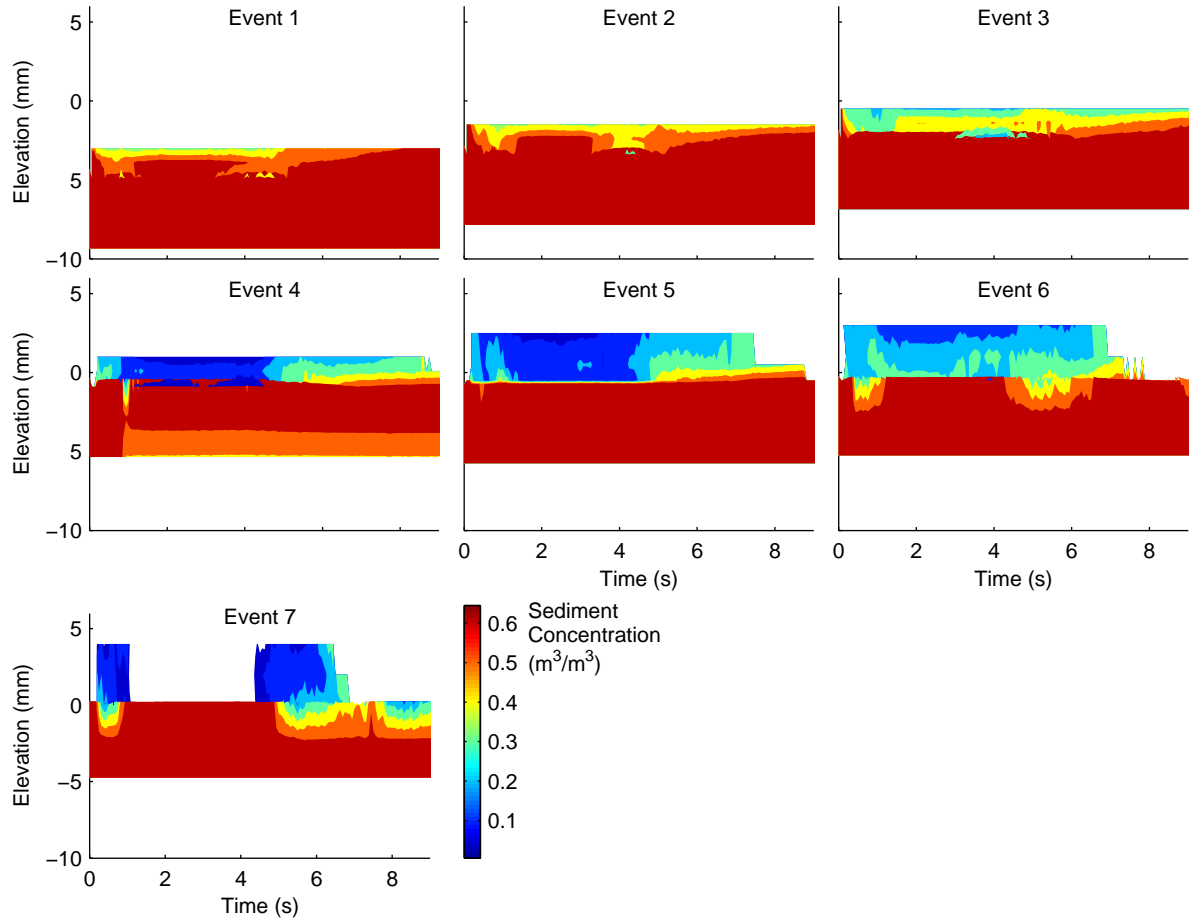 Event 1
Event 2
Event 3
5
0
5
−10
Elevation (mm)
Event 4
Event 5
Event 6
5
0
5
−10
Elevation (mm)
0 2 4 6 8
Time (s)
0 2 4 6 8
Time (s)
Event 7
5
0
−5
−10
Elevation (mm)
0 2 4 6 8
Time (s)
Sediment
Concentration
(m³/m³)
0.6
0.5
0.4
0.3
0.2
0.1